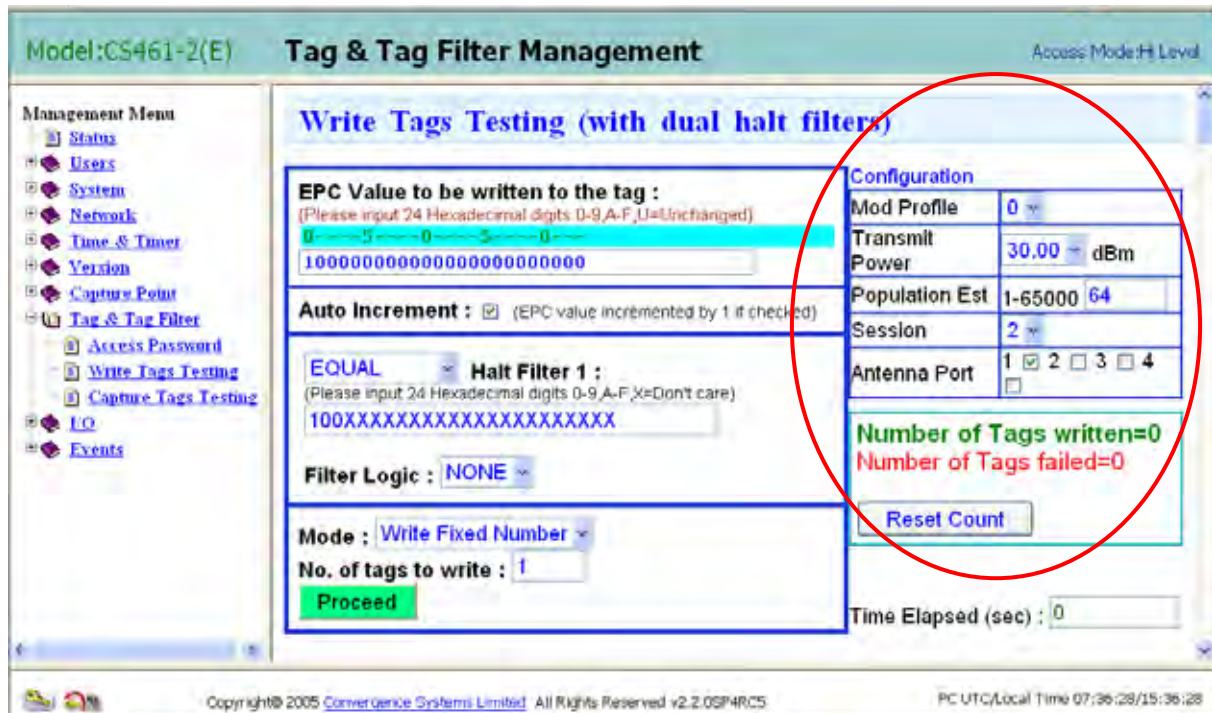 Model:CS461-2(E)
Tag & Tag Filter Management
Access Mode:H Level
Management Menu
Status
Users
System
Network
Time & Timer
Version
Capture Point
Tag & Tag Filter
Access Password
Write Tags Testing
Capture Tags Testing
I/O
Events
Write Tags Testing (with dual halt filters)
EPC Value to be written to the tag :
(Please input 24 Hexadecimal digits 0-9,A-F,U=Unchanged)
0----5----0----5----0---
100000000000000000000000
Auto Increment : (EPC value incremented by 1 if checked)
EQUAL Halt Filter 1 :
(Please input 24 Hexadecimal digits 0-9,A-F,X=Don't care)
100XXXXXXXXXXXXXXXXXXXXX
Filter Logic : NONE
Mode : Write Fixed Number
No. of tags to write : 1
Proceed
Configuration
Mod Profile 0
Transmit Power 30.00 dBm
Population Est 1-65000 64
Session 2
Antenna Port 1 2 3 4
Number of Tags written=0
Number of Tags failed=0
Reset Count
Time Elapsed (sec) : 0
Copyright© 2005 Convergence Systems Limited All Rights Reserved v2.2.0SP4RC5
PC UTC/Local Time 07:36:28/15:36:28